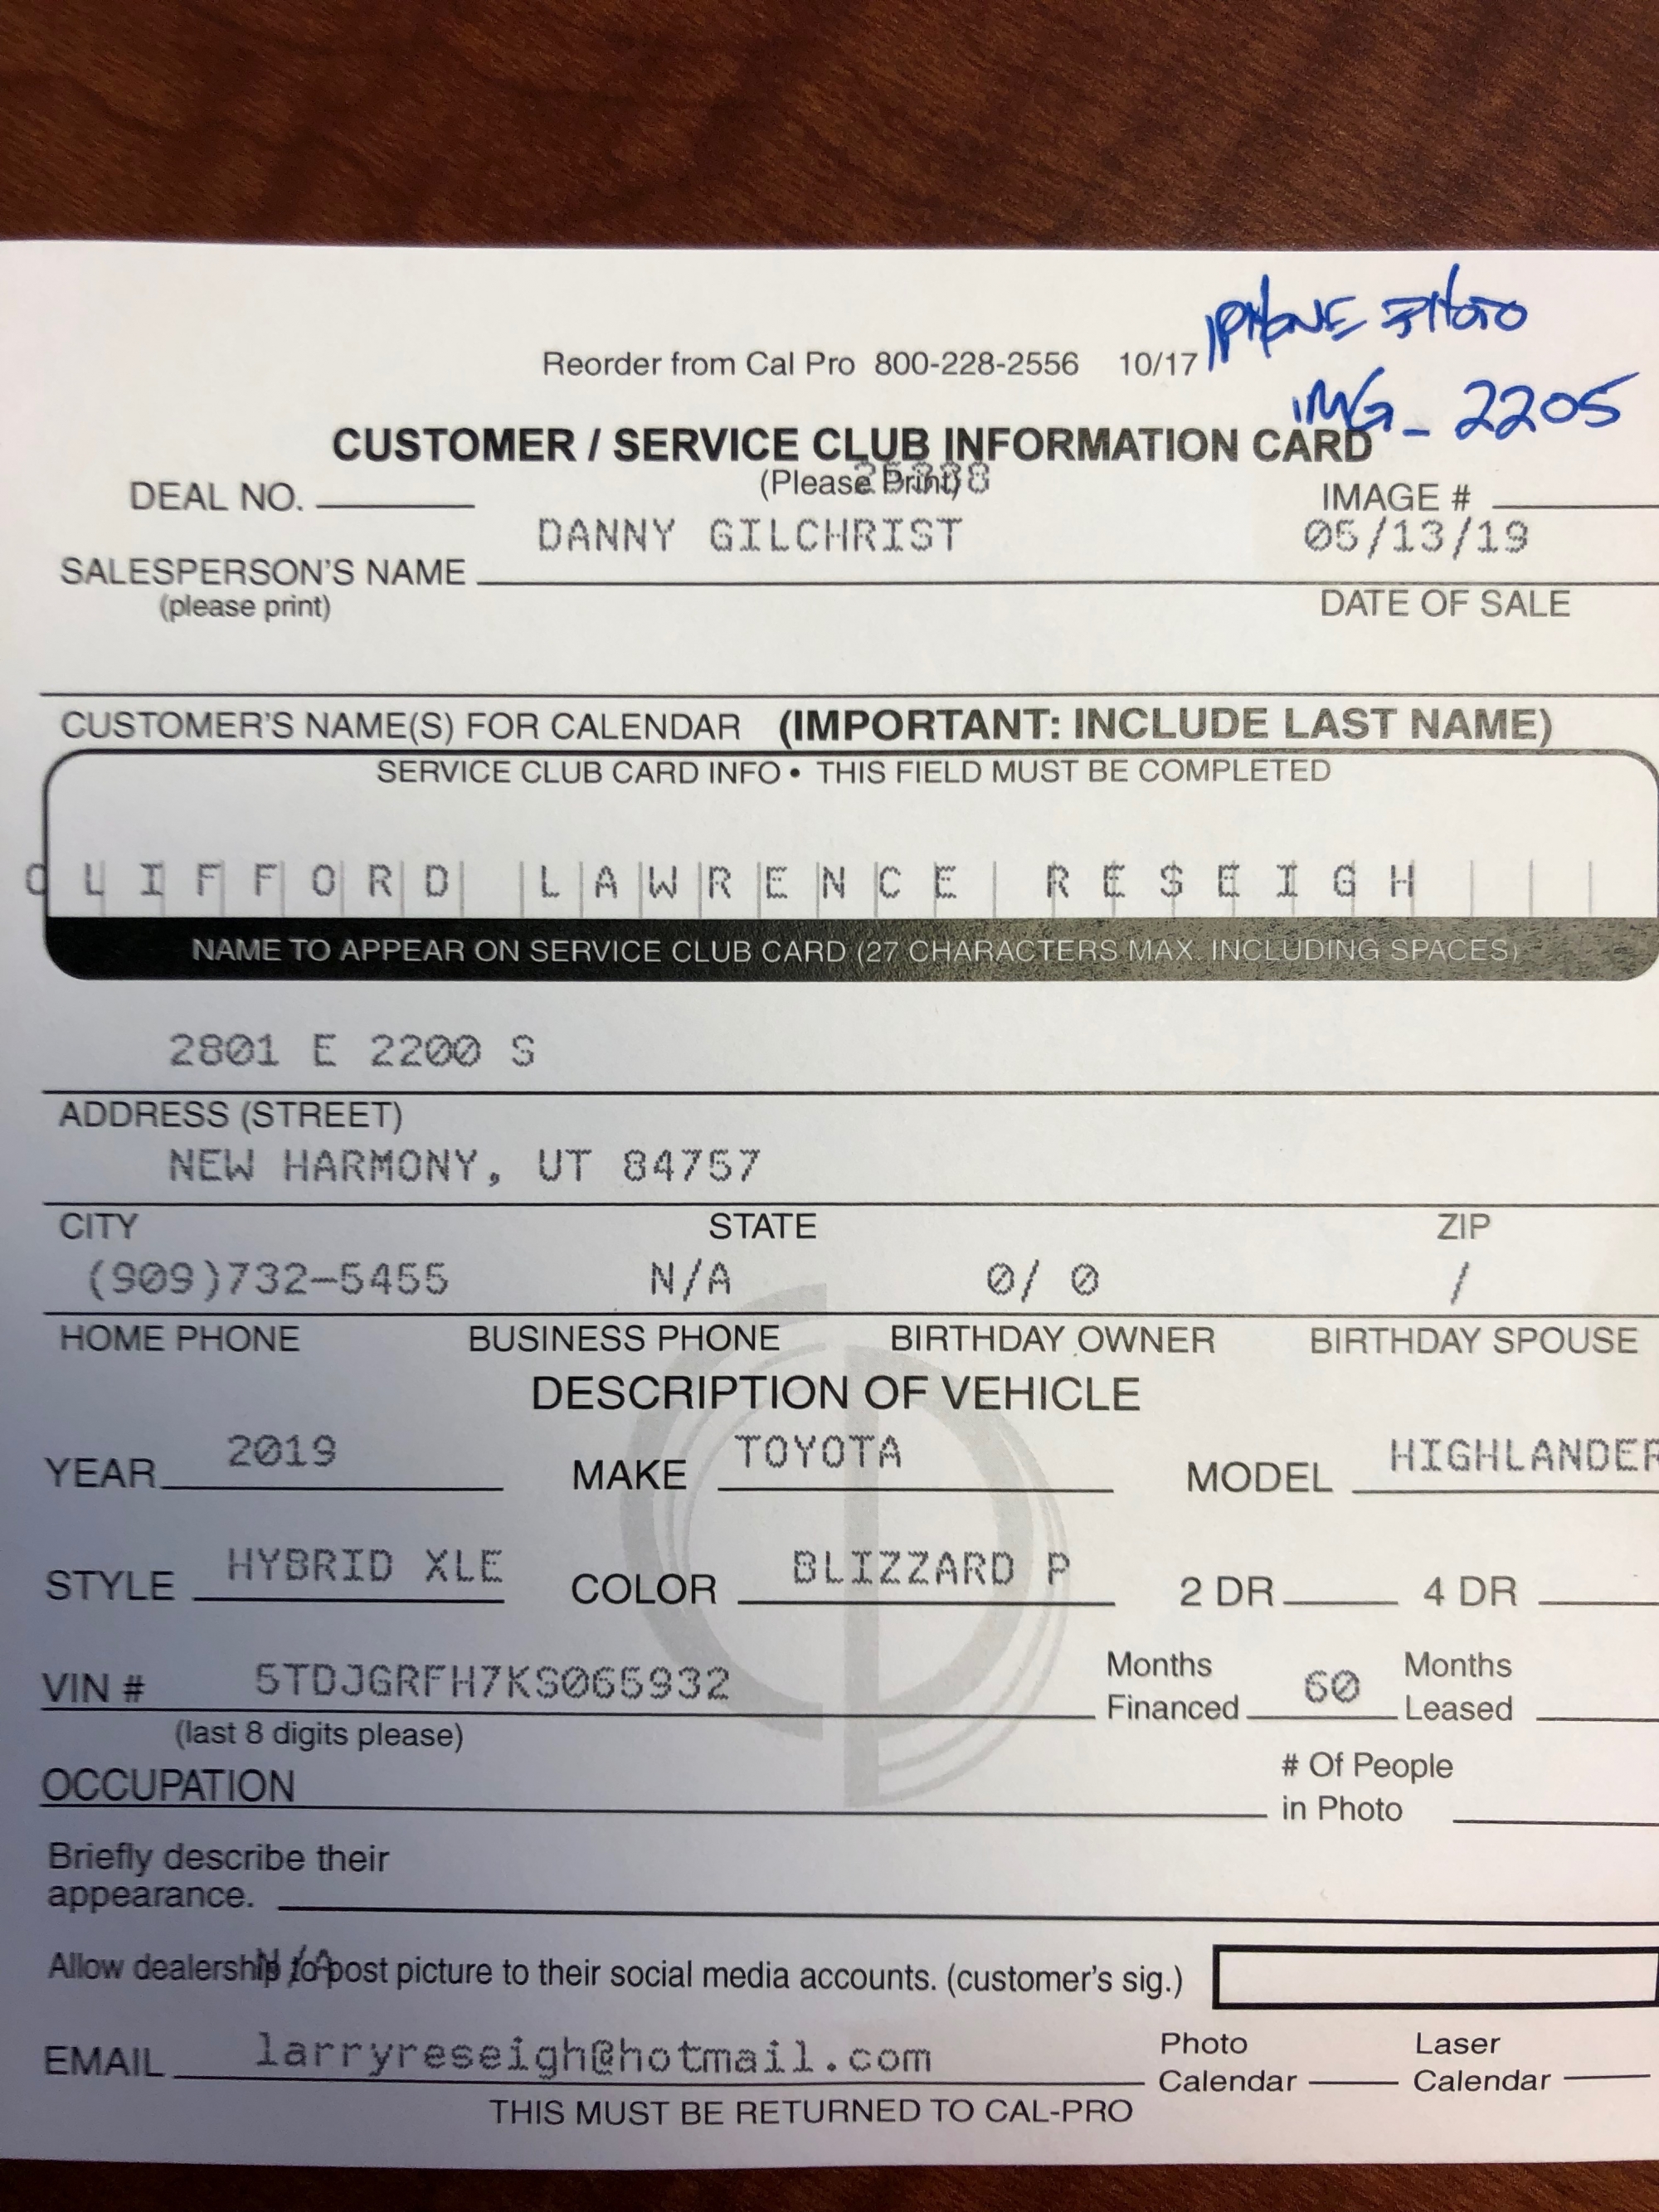 IPHONE PHOTO
Reorder from Cal Pro 800-228-2556 10/17
IMG_2205
CUSTOMER / SERVICE CLUB INFORMATION CARD
(Please Print)
DEAL NO. IMAGE #
DANNY GILCHRIST 05/13/19
SALESPERSON'S NAME
(please print) DATE OF SALE
CUSTOMER'S NAME(S) FOR CALENDAR (IMPORTANT: INCLUDE LAST NAME)
SERVICE CLUB CARD INFO • THIS FIELD MUST BE COMPLETED
CLIFFORD LAWRENCE RESEIGH
NAME TO APPEAR ON SERVICE CLUB CARD (27 CHARACTERS MAX. INCLUDING SPACES)
2801 E 2200 S
ADDRESS (STREET)
NEW HARMONY, UT 84757
CITY STATE ZIP
(909)732-5455 N/A 0/ 0 /
HOME PHONE BUSINESS PHONE BIRTHDAY OWNER BIRTHDAY SPOUSE
DESCRIPTION OF VEHICLE
YEAR 2019 MAKE TOYOTA MODEL HIGHLANDER
STYLE HYBRID XLE COLOR BLIZZARD P 2 DR 4 DR
VIN # 5TDJGRFH7KS065932 Months Financed 60 Months Leased
(last 8 digits please)
OCCUPATION # Of People in Photo
Briefly describe their
appearance.
N/A
Allow dealership to post picture to their social media accounts. (customer's sig.)
EMAIL larryreseigh@hotmail.com Photo Calendar Laser Calendar
THIS MUST BE RETURNED TO CAL-PRO